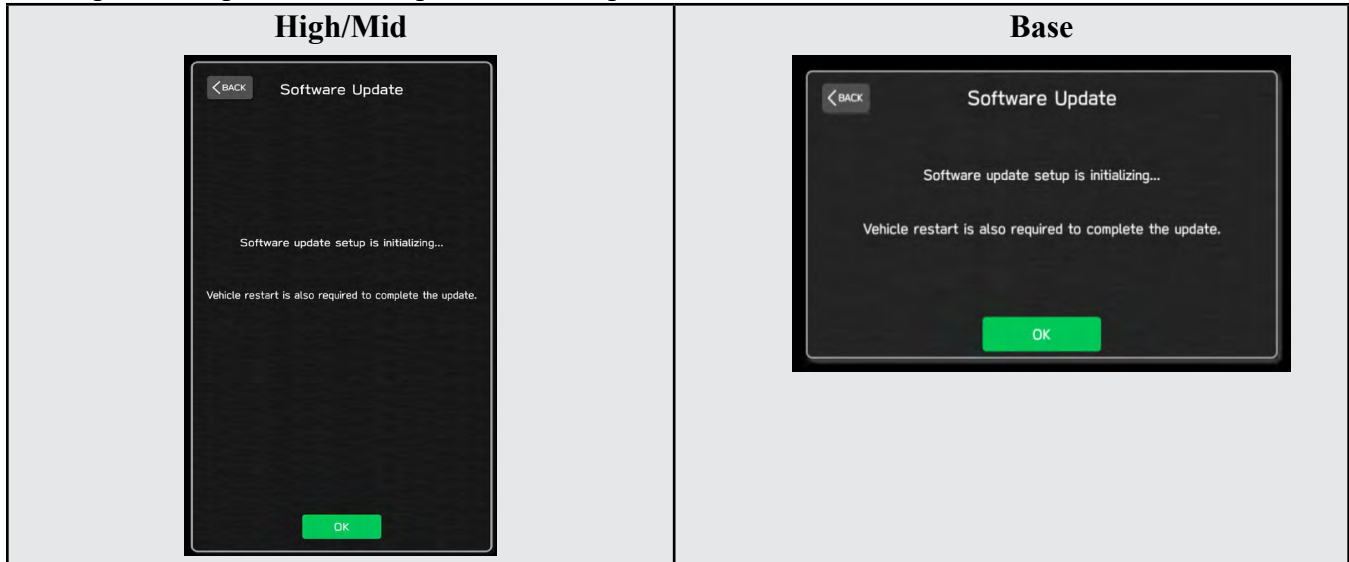 High/Mid
Base
BACK
Software Update
Software update setup is initializing...
Vehicle restart is also required to complete the update.
OK
BACK
Software Update
Software update setup is initializing...
Vehicle restart is also required to complete the update.
OK